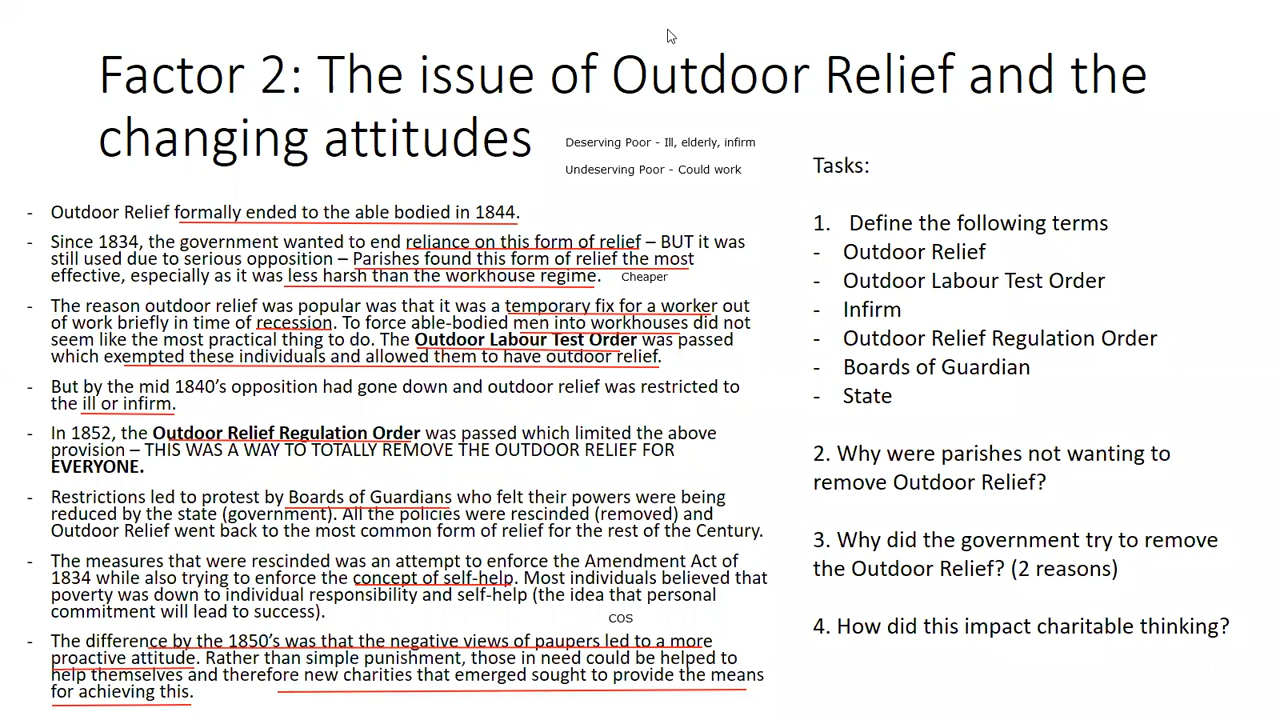 Factor 2: The issue of Outdoor Relief and the
changing attitudes
Deserving Poor - Ill, elderly, infirm
Undeserving Poor - Could work
- Outdoor Relief formally ended to the able bodied in 1844.
- Since 1834, the government wanted to end reliance on this form of relief – BUT it was
still used due to serious opposition – Parishes found this form of relief the most
effective, especially as it was less harsh than the workhouse regime. Cheaper
- The reason outdoor relief was popular was that it was a temporary fix for a worker out
of work briefly in time of recession. To force able-bodied men into workhouses did not
seem like the most practical thing to do. The Outdoor Labour Test Order was passed
which exempted these individuals and allowed them to have outdoor relief.
- But by the mid 1840's opposition had gone down and outdoor relief was restricted to
the ill or infirm.
- In 1852, the Outdoor Relief Regulation Order was passed which limited the above
provision – THIS WAS A WAY TO TOTALLY REMOVE THE OUTDOOR RELIEF FOR
EVERYONE.
- Restrictions led to protest by Boards of Guardians who felt their powers were being
reduced by the state (government). All the policies were rescinded (removed) and
Outdoor Relief went back to the most common form of relief for the rest of the Century.
- The measures that were rescinded was an attempt to enforce the Amendment Act of
1834 while also trying to enforce the concept of self-help. Most individuals believed that
poverty was down to individual responsibility and self-help (the idea that personal
commitment will lead to success).
COS
- The difference by the 1850's was that the negative views of paupers led to a more
proactive attitude. Rather than simple punishment, those in need could be helped to
help themselves and therefore new charities that emerged sought to provide the means
for achieving this.
Tasks:
1. Define the following terms
- Outdoor Relief
- Outdoor Labour Test Order
- Infirm
- Outdoor Relief Regulation Order
- Boards of Guardian
- State
2. Why were parishes not wanting to
remove Outdoor Relief?
3. Why did the government try to remove
the Outdoor Relief? (2 reasons)
4. How did this impact charitable thinking?